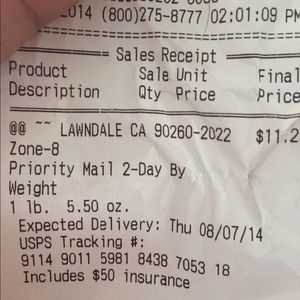 2014 (800)275-8777 02:01:09 PM
Sales Receipt
Product Sale Unit Final
Description Qty Price Price
@@ ~~ LAWNDALE CA 90260-2022 $11.2
Zone-8
Priority Mail 2-Day By
Weight
1 lb. 5.50 oz.
Expected Delivery: Thu 08/07/14
USPS Tracking #:
9114 9011 5981 8438 7053 18
Includes $50 insurance